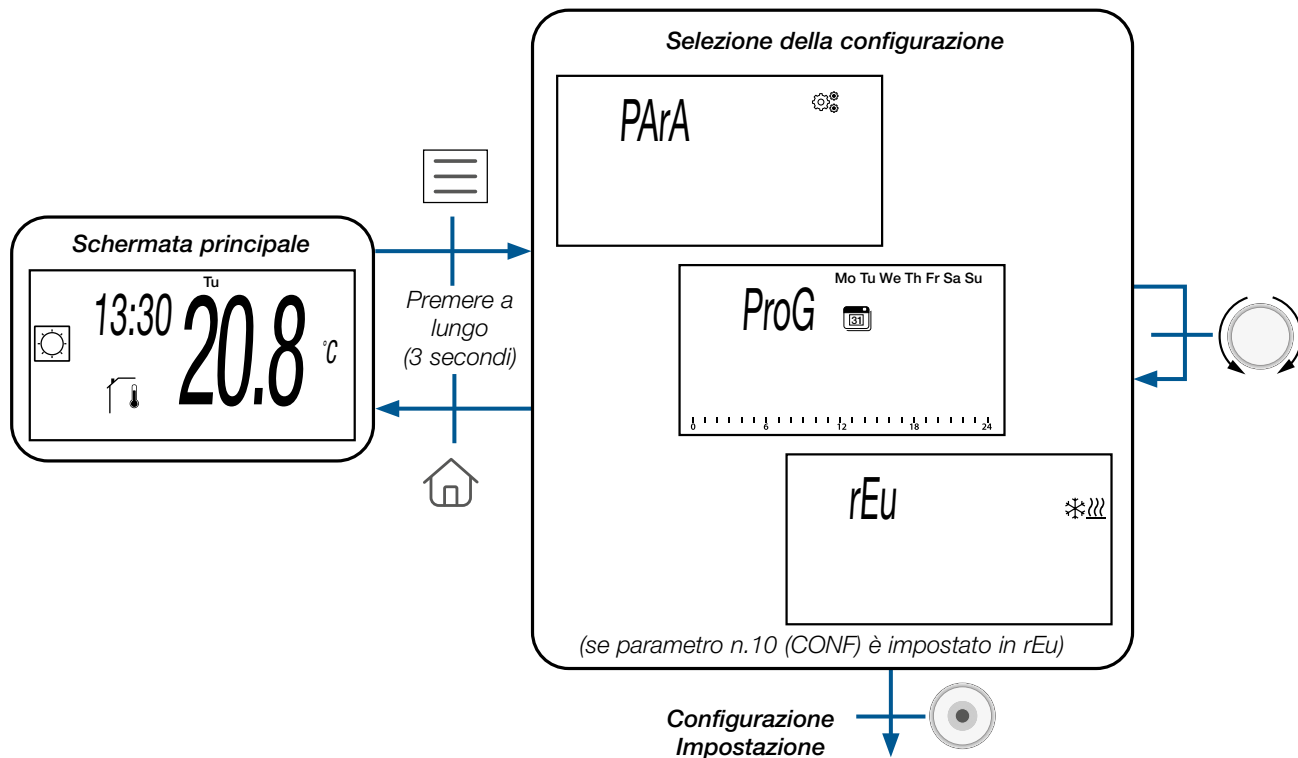 Selezione della configurazione
PArA
Schermata principale
Tu
13:30
20.8
°C
Premere a
lungo
(3 secondi)
Mo Tu We Th Fr Sa Su
ProG
31
0 6 12 18 24
rEu
(se parametro n.10 (CONF) è impostato in rEu)
Configurazione
Impostazione